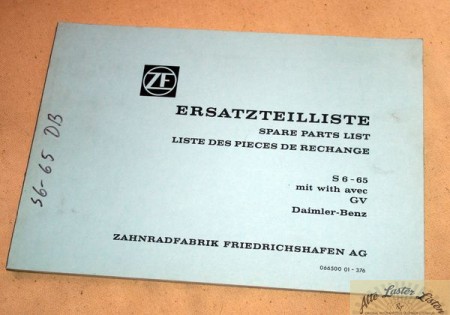 ZF
ERSATZTEILLISTE
SPARE PARTS LIST
LISTE DES PIECES DE RECHANGE
S 6 - 65
mit with avec
GV
Daimler-Benz
ZAHNRADFABRIK FRIEDRICHSHAFEN AG
S6-65 DB
Alte Laster Listen
&